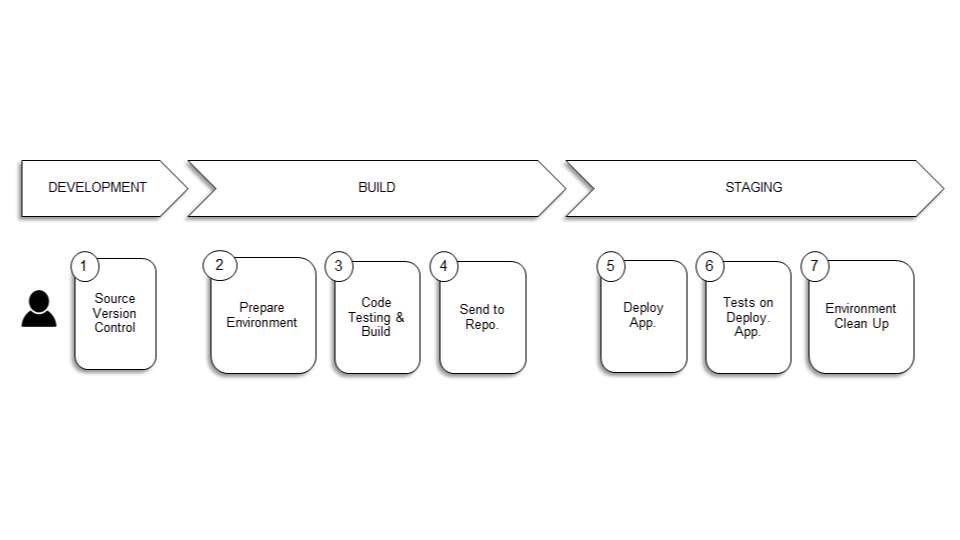 DEVELOPMENT
BUILD
STAGING
1
Source
Version
Control
2
Prepare
Environment
3
Code
Testing &
Build
4
Send to
Repo.
5
Deploy
App.
6
Tests on
Deploy.
App.
7
Environment
Clean Up